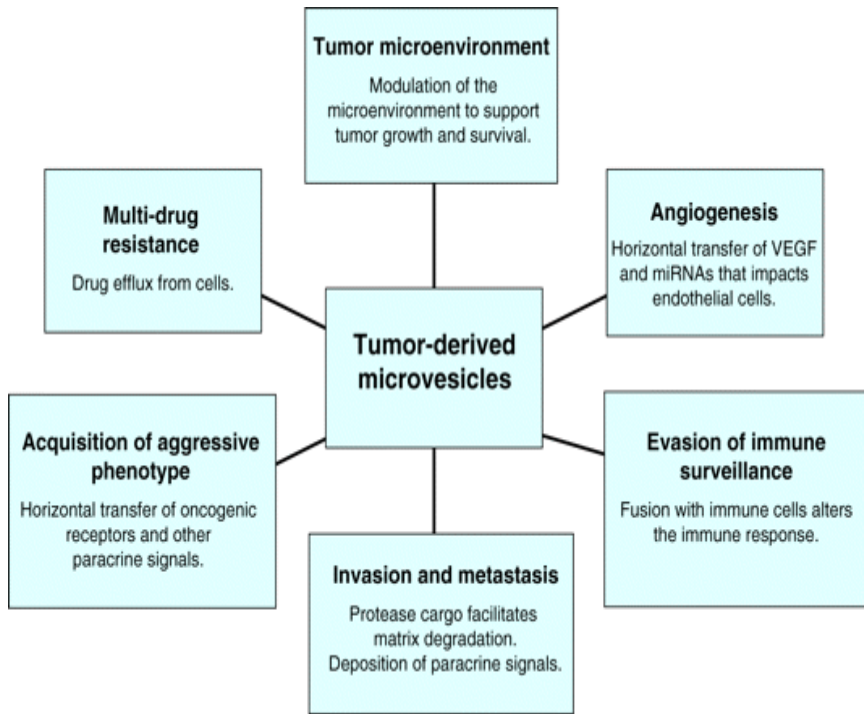 Tumor microenvironment
Modulation of the
microenvironment to support
tumor growth and survival.
Multi-drug
resistance
Drug efflux from cells.
Angiogenesis
Horizontal transfer of VEGF
and miRNAs that impacts
endothelial cells.
Tumor-derived
microvesicles
Acquisition of aggressive
phenotype
Horizontal transfer of oncogenic
receptors and other
paracrine signals.
Evasion of immune
surveillance
Fusion with immune cells alters
the immune response.
Invasion and metastasis
Protease cargo facilitates
matrix degradation.
Deposition of paracrine signals.